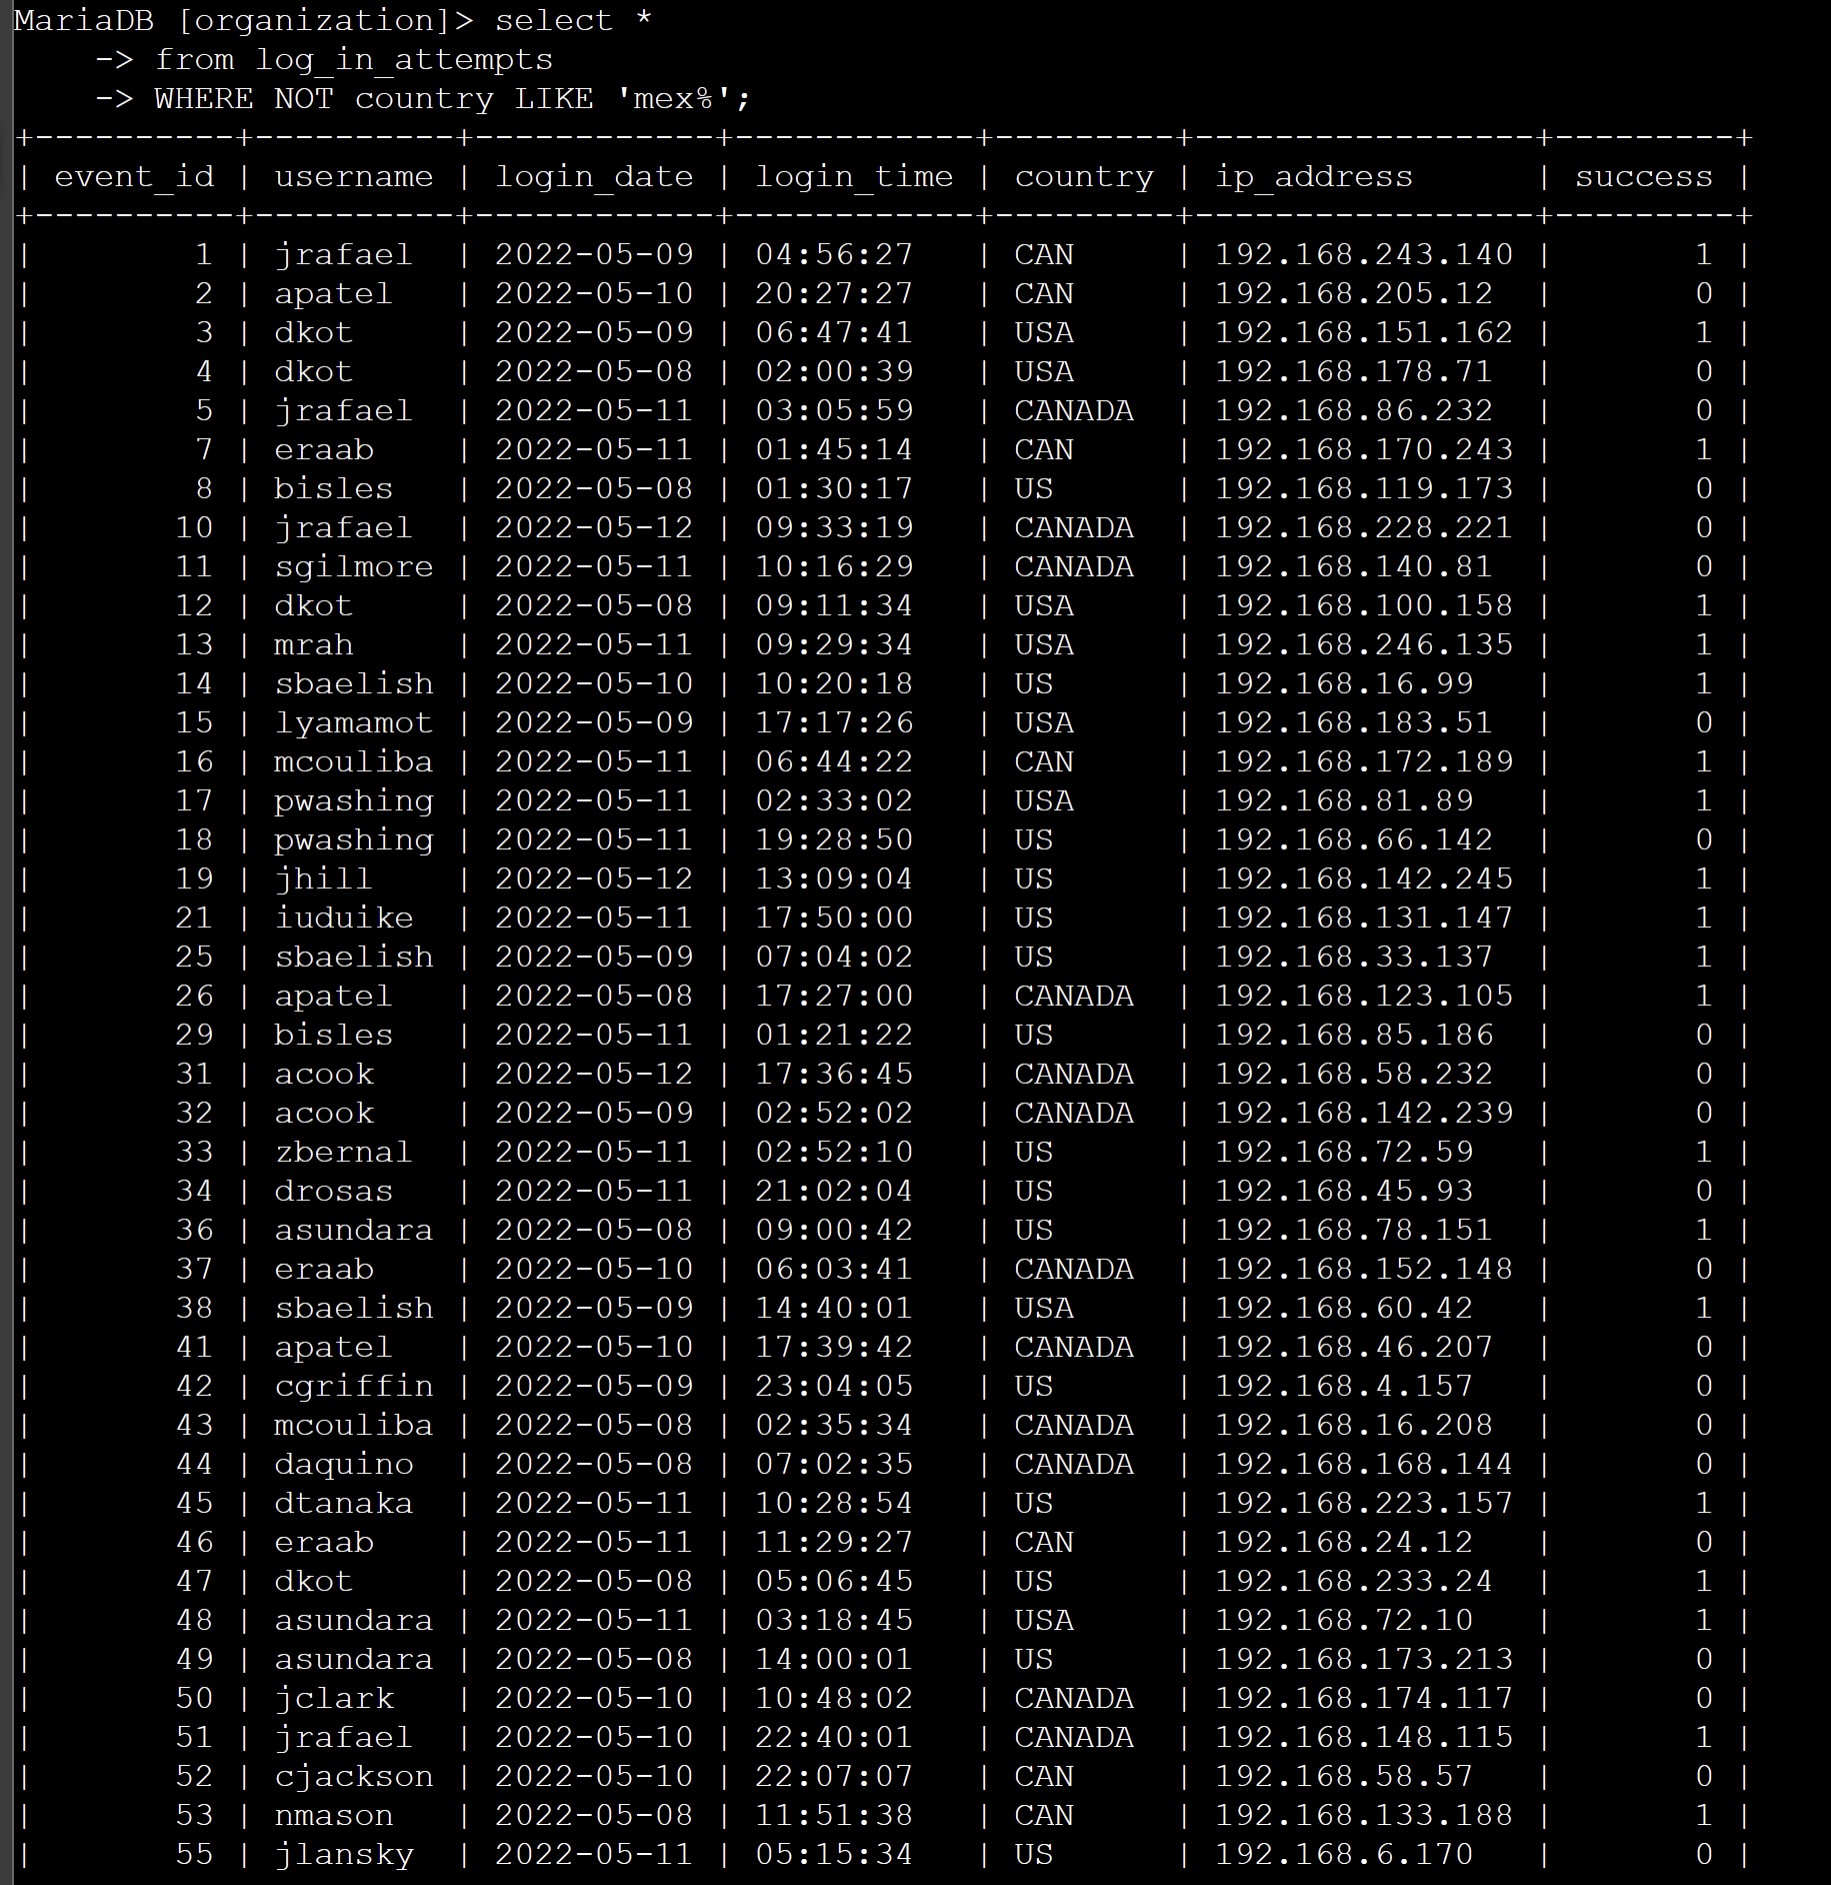 MariaDB [organization]> select *
    -> from log_in_attempts
    -> WHERE NOT country LIKE 'mex%';
+----------+----------+------------+------------+---------+-----------------+---------+
| event_id | username | login_date | login_time | country | ip_address      | success |
+----------+----------+------------+------------+---------+-----------------+---------+
|        1 | jrafael  | 2022-05-09 | 04:56:27   | CAN     | 192.168.243.140 |       1 |
|        2 | apatel   | 2022-05-10 | 20:27:27   | CAN     | 192.168.205.12  |       0 |
|        3 | dkot     | 2022-05-09 | 06:47:41   | USA     | 192.168.151.162 |       1 |
|        4 | dkot     | 2022-05-08 | 02:00:39   | USA     | 192.168.178.71  |       0 |
|        5 | jrafael  | 2022-05-11 | 03:05:59   | CANADA  | 192.168.86.232  |       0 |
|        7 | eraab    | 2022-05-11 | 01:45:14   | CAN     | 192.168.170.243 |       1 |
|        8 | bisles   | 2022-05-08 | 01:30:17   | US      | 192.168.119.173 |       0 |
|       10 | jrafael  | 2022-05-12 | 09:33:19   | CANADA  | 192.168.228.221 |       0 |
|       11 | sgilmore | 2022-05-11 | 10:16:29   | CANADA  | 192.168.140.81  |       0 |
|       12 | dkot     | 2022-05-08 | 09:11:34   | USA     | 192.168.100.158 |       1 |
|       13 | mrah     | 2022-05-11 | 09:29:34   | USA     | 192.168.246.135 |       1 |
|       14 | sbaelish | 2022-05-10 | 10:20:18   | US      | 192.168.16.99   |       1 |
|       15 | lyamamot | 2022-05-09 | 17:17:26   | USA     | 192.168.183.51  |       0 |
|       16 | mcouliba | 2022-05-11 | 06:44:22   | CAN     | 192.168.172.189 |       1 |
|       17 | pwashing | 2022-05-11 | 02:33:02   | USA     | 192.168.81.89   |       1 |
|       18 | pwashing | 2022-05-11 | 19:28:50   | US      | 192.168.66.142  |       0 |
|       19 | jhill    | 2022-05-12 | 13:09:04   | US      | 192.168.142.245 |       1 |
|       21 | iuduike  | 2022-05-11 | 17:50:00   | US      | 192.168.131.147 |       1 |
|       25 | sbaelish | 2022-05-09 | 07:04:02   | US      | 192.168.33.137  |       1 |
|       26 | apatel   | 2022-05-08 | 17:27:00   | CANADA  | 192.168.123.105 |       1 |
|       29 | bisles   | 2022-05-11 | 01:21:22   | US      | 192.168.85.186  |       0 |
|       31 | acook    | 2022-05-12 | 17:36:45   | CANADA  | 192.168.58.232  |       0 |
|       32 | acook    | 2022-05-09 | 02:52:02   | CANADA  | 192.168.142.239 |       0 |
|       33 | zbernal  | 2022-05-11 | 02:52:10   | US      | 192.168.72.59   |       1 |
|       34 | drosas   | 2022-05-11 | 21:02:04   | US      | 192.168.45.93   |       0 |
|       36 | asundara | 2022-05-08 | 09:00:42   | US      | 192.168.78.151  |       1 |
|       37 | eraab    | 2022-05-10 | 06:03:41   | CANADA  | 192.168.152.148 |       0 |
|       38 | sbaelish | 2022-05-09 | 14:40:01   | USA     | 192.168.60.42   |       1 |
|       41 | apatel   | 2022-05-10 | 17:39:42   | CANADA  | 192.168.46.207  |       0 |
|       42 | cgriffin | 2022-05-09 | 23:04:05   | US      | 192.168.4.157   |       0 |
|       43 | mcouliba | 2022-05-08 | 02:35:34   | CANADA  | 192.168.16.208  |       0 |
|       44 | daquino  | 2022-05-08 | 07:02:35   | CANADA  | 192.168.168.144 |       0 |
|       45 | dtanaka  | 2022-05-11 | 10:28:54   | US      | 192.168.223.157 |       1 |
|       46 | eraab    | 2022-05-11 | 11:29:27   | CAN     | 192.168.24.12   |       0 |
|       47 | dkot     | 2022-05-08 | 05:06:45   | US      | 192.168.233.24  |       1 |
|       48 | asundara | 2022-05-11 | 03:18:45   | USA     | 192.168.72.10   |       1 |
|       49 | asundara | 2022-05-08 | 14:00:01   | US      | 192.168.173.213 |       0 |
|       50 | jclark   | 2022-05-10 | 10:48:02   | CANADA  | 192.168.174.117 |       0 |
|       51 | jrafael  | 2022-05-10 | 22:40:01   | CANADA  | 192.168.148.115 |       1 |
|       52 | cjackson | 2022-05-10 | 22:07:07   | CAN     | 192.168.58.57   |       0 |
|       53 | nmason   | 2022-05-08 | 11:51:38   | CAN     | 192.168.133.188 |       1 |
|       55 | jlansky  | 2022-05-11 | 05:15:34   | US      | 192.168.6.170   |       0 |